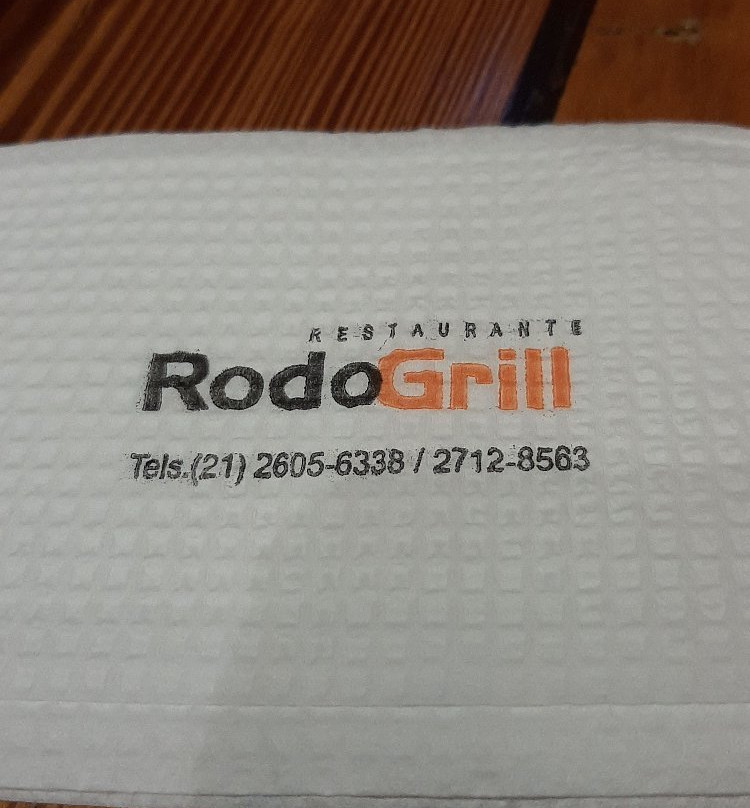 RESTAURANTE
RodoGrill
Tels.(21) 2605-6338 / 2712-8563